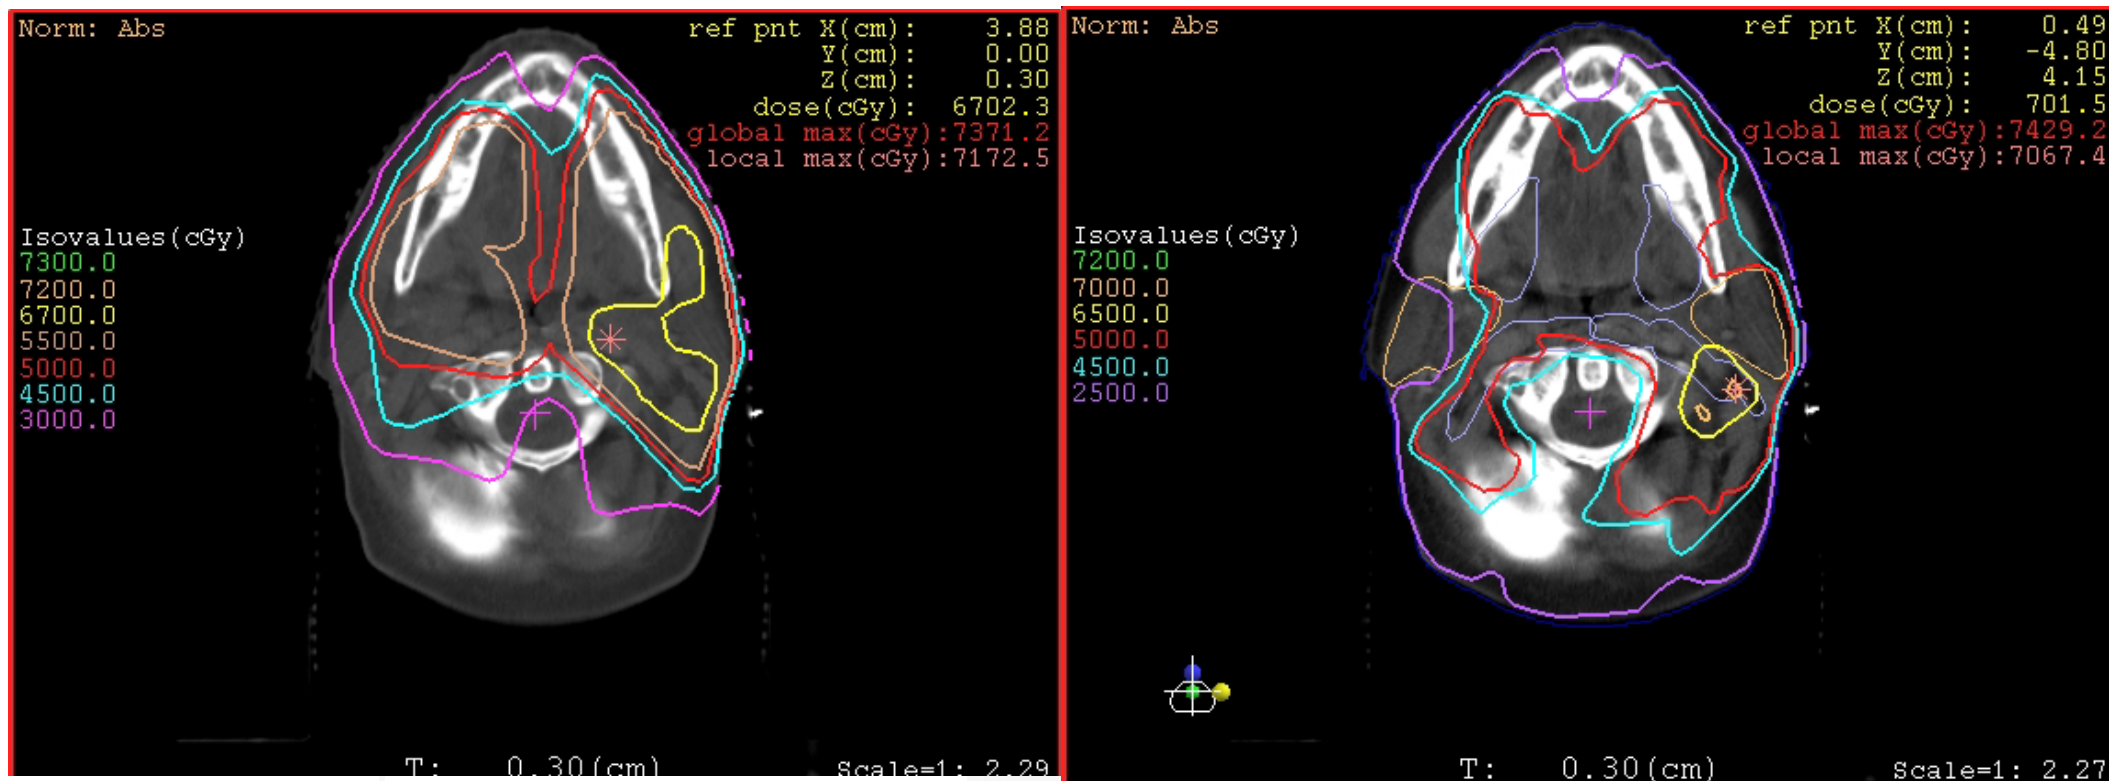 Norm: Abs
ref pnt X(cm): 3.88
Y(cm): 0.00
Z(cm): 0.30
dose(cGy): 6702.3
global max(cGy):7371.2
local max(cGy):7172.5
Isovalues(cGy)
7300.0
7200.0
6700.0
5500.0
5000.0
4500.0
3000.0
T: 0.30(cm)
Scale=1: 2.29
Norm: Abs
ref pnt X(cm): 0.49
Y(cm): -4.80
Z(cm): 4.15
dose(cGy): 701.5
global max(cGy):7429.2
local max(cGy):7067.4
Isovalues(cGy)
7200.0
7000.0
6500.0
5000.0
4500.0
2500.0
T: 0.30(cm)
Scale=1: 2.27